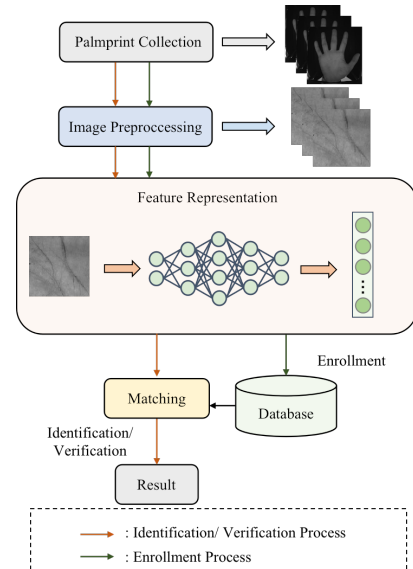 Palmprint Collection
Image Preproccessing
Feature Representation
Enrollment
Matching
Database
Identification/
Verification
Result
: Identification/ Verification Process
: Enrollment Process